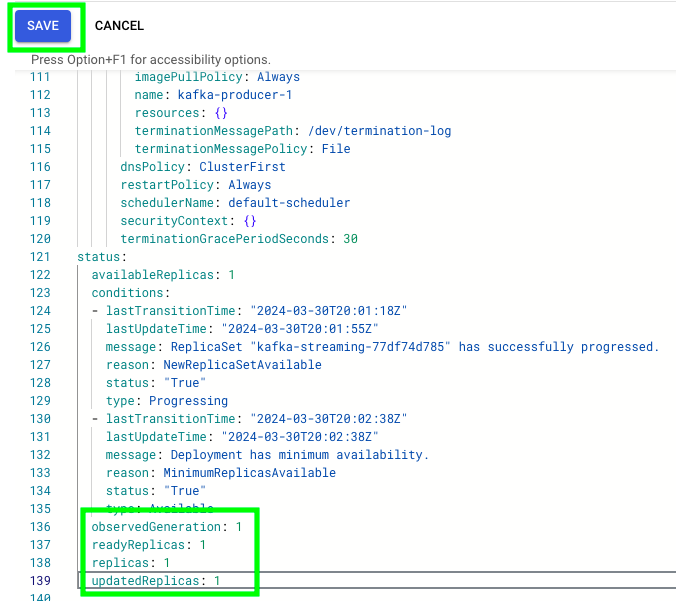 SAVE CANCEL
Press Option+F1 for accessibility options.
111 imagePullPolicy: Always
112 name: kafka-producer-1
113 resources: {}
114 terminationMessagePath: /dev/termination-log
115 terminationMessagePolicy: File
116 dnsPolicy: ClusterFirst
117 restartPolicy: Always
118 schedulerName: default-scheduler
119 securityContext: {}
120 terminationGracePeriodSeconds: 30
121 status:
122 availableReplicas: 1
123 conditions:
124 - lastTransitionTime: "2024-03-30T20:01:18Z"
125 lastUpdateTime: "2024-03-30T20:01:55Z"
126 message: ReplicaSet "kafka-streaming-77df74d785" has successfully progressed.
127 reason: NewReplicaSetAvailable
128 status: "True"
129 type: Progressing
130 - lastTransitionTime: "2024-03-30T20:02:38Z"
131 lastUpdateTime: "2024-03-30T20:02:38Z"
132 message: Deployment has minimum availability.
133 reason: MinimumReplicasAvailable
134 status: "True"
135 type: Available
136 observedGeneration: 1
137 readyReplicas: 1
138 replicas: 1
139 updatedReplicas: 1
140